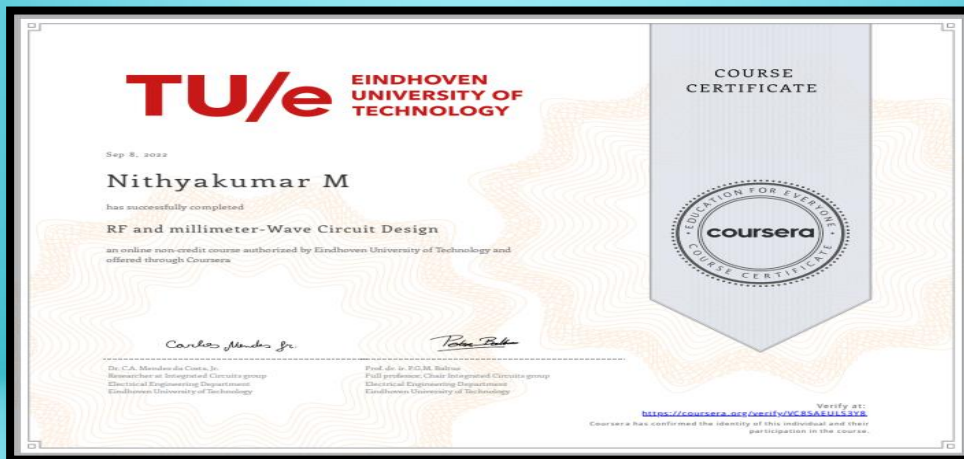 TU/e EINDHOVEN
UNIVERSITY OF
TECHNOLOGY
COURSE
CERTIFICATE
Sep 8, 2022
Nithyakumar M
has successfully completed
RF and millimeter-Wave Circuit Design
an online non-credit course authorized by Eindhoven University of Technology and
offered through Coursera
EDUCATION FOR EVERYONE
coursera
COURSE CERTIFICATE
Carlos Mendes Jr.
Dr. C.A. Mendes da Costa, Jr.
Researcher at Integrated Circuits group
Electrical Engineering Department
Eindhoven University of Technology
Prof. dr. ir. P.G.M. Baltus
Full professor, Chair Integrated Circuits group
Electrical Engineering Department
Eindhoven University of Technology
Verify at:
https://coursera.org/verify/VC85AEULS3Y8
Coursera has confirmed the identity of this individual and their
participation in the course.